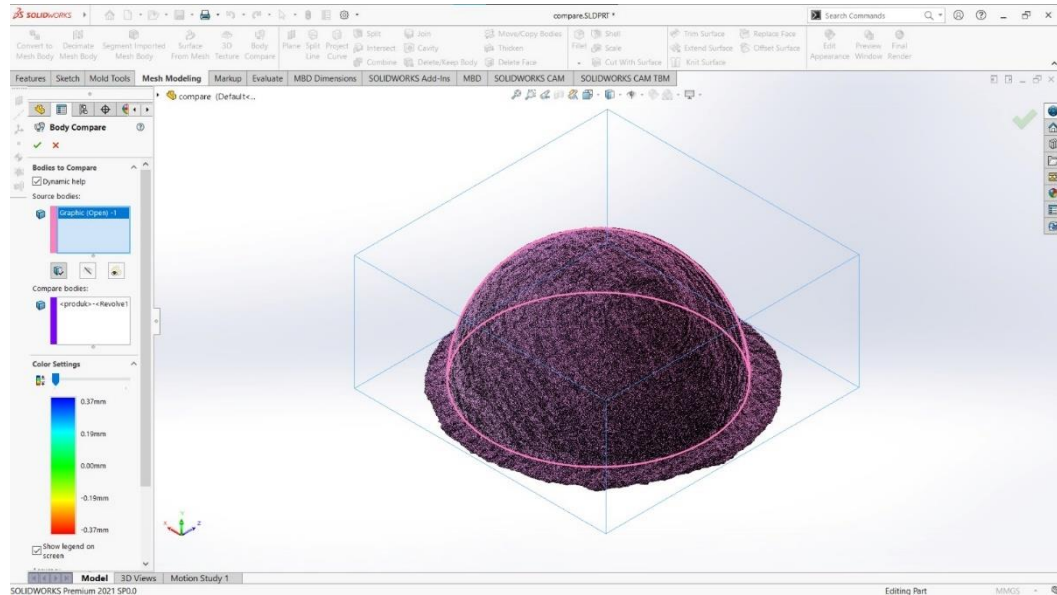 SOLIDWORKS
compare.SLDPRT *
Search Commands
Convert to Mesh Body
Decimate Mesh Body
Segment Imported Mesh Body
Surface From Mesh
3D Texture
Body Compare
Plane
Split Line
Project Curve
Split
Intersect
Combine
Join
Cavity
Delete/Keep Body
Move/Copy Bodies
Thicken
Delete Face
Fillet
Shell
Scale
Cut With Surface
Trim Surface
Extend Surface
Knit Surface
Replace Face
Offset Surface
Edit Appearance
Preview Window
Final Render
Features Sketch Mold Tools Mesh Modeling Markup Evaluate MBD Dimensions SOLIDWORKS Add-Ins MBD SOLIDWORKS CAM SOLIDWORKS CAM TBM
compare (Default<..
Body Compare
Bodies to Compare
Dynamic help
Source bodies:
Graphic (Open) -1
Compare bodies:
<produk>-<Revolve1
Color Settings
0.37mm
0.19mm
0.00mm
-0.19mm
-0.37mm
Show legend on
screen
Model 3D Views Motion Study 1
SOLIDWORKS Premium 2021 SP0.0
Editing Part
MMGS